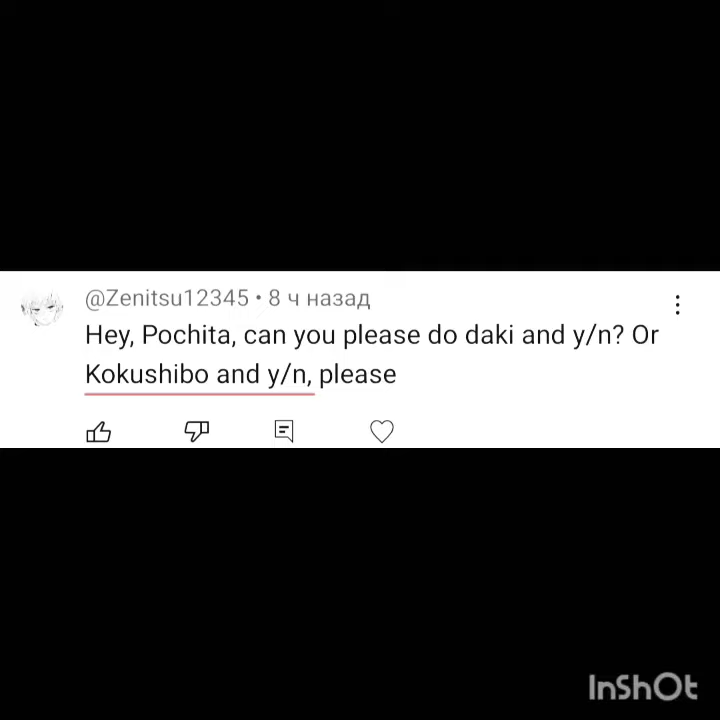 @Zenitsu12345 • 8 ч назад
Hey, Pochita, can you please do daki and y/n? Or
Kokushibo and y/n, please
InShOt